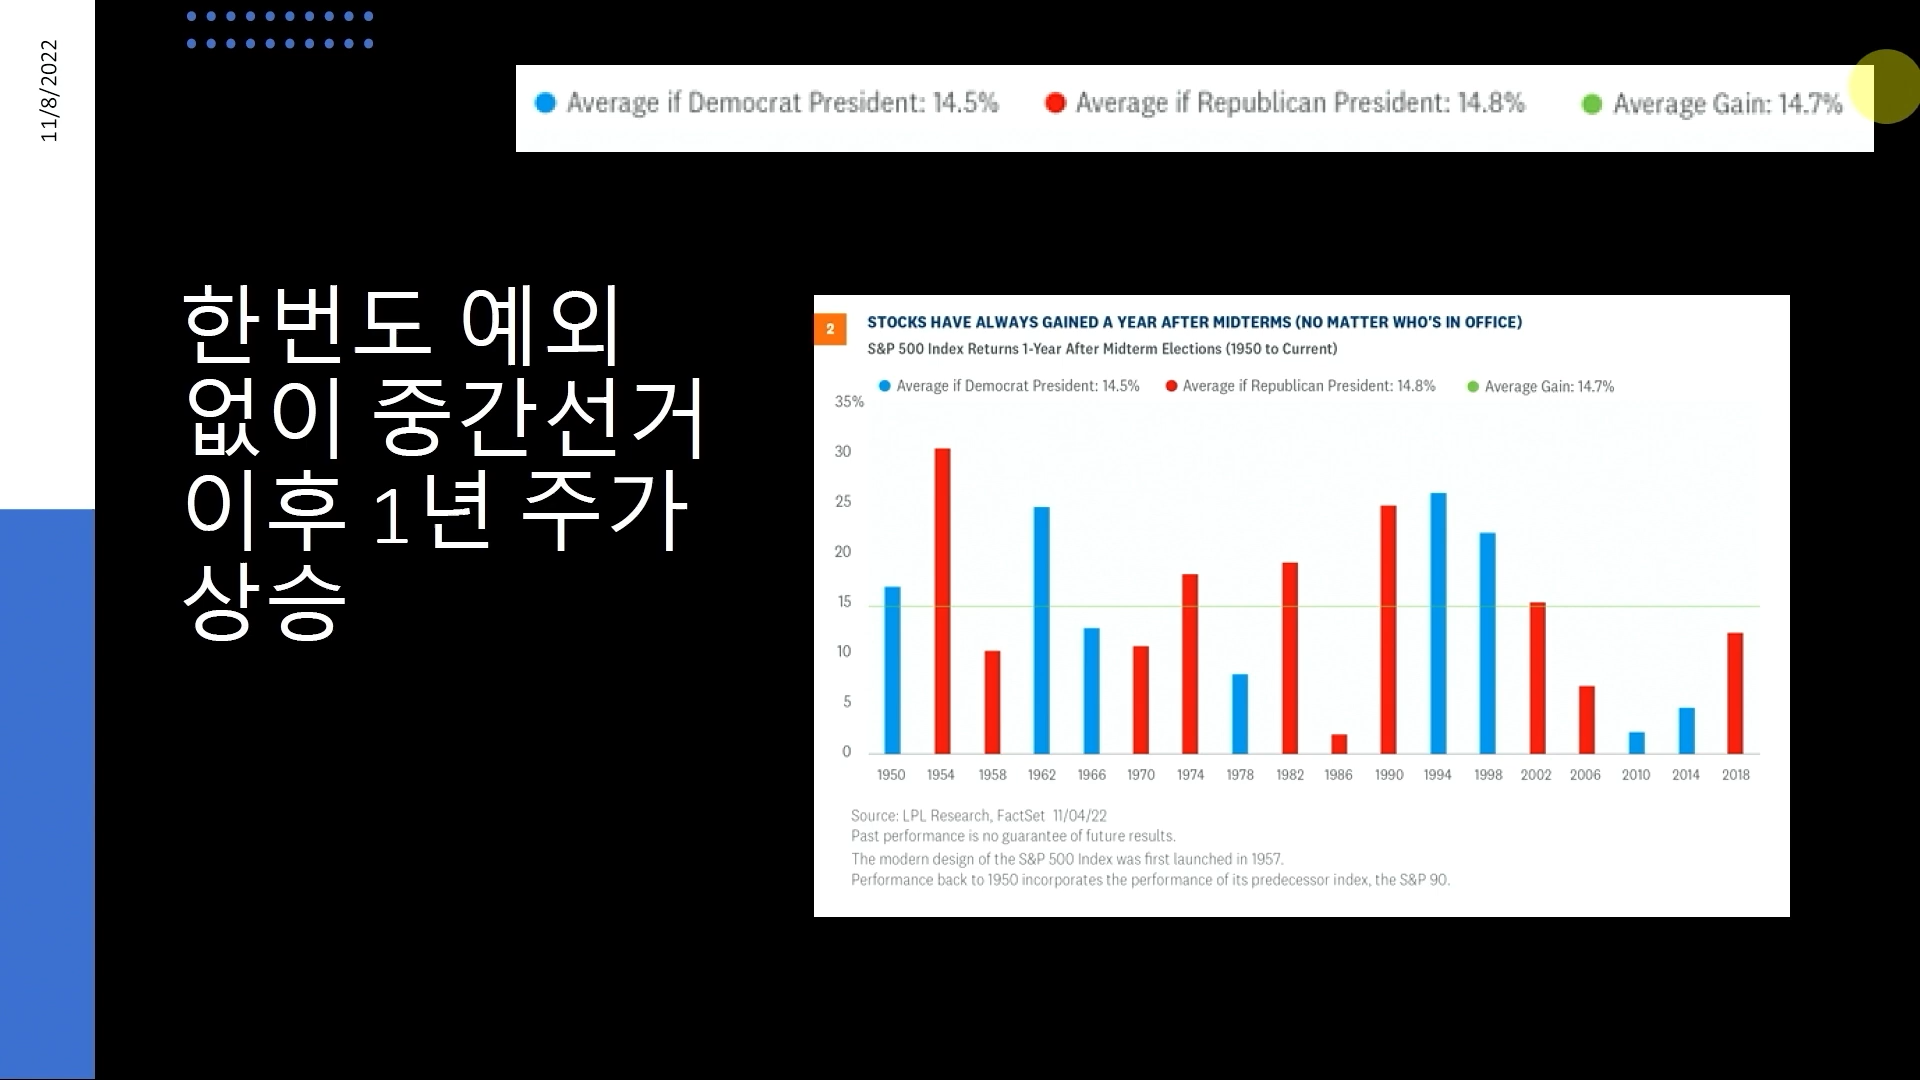 11/8/2022
Average if Democrat President: 14.5% Average if Republican President: 14.8% Average Gain: 14.7%
한번도 예외
없이 중간선거
이후 1년 주가
상승
2
STOCKS HAVE ALWAYS GAINED A YEAR AFTER MIDTERMS (NO MATTER WHO'S IN OFFICE)
S&P 500 Index Returns 1-Year After Midterm Elections (1950 to Current)
Average if Democrat President: 14.5% Average if Republican President: 14.8% Average Gain: 14.7%
35%
30
25
20
15
10
5
0
1950 1954 1958 1962 1966 1970 1974 1978 1982 1986 1990 1994 1998 2002 2006 2010 2014 2018
Source: LPL Research, FactSet 11/04/22
Past performance is no guarantee of future results.
The modern design of the S&P 500 Index was first launched in 1957.
Performance back to 1950 incorporates the performance of its predecessor index, the S&P 90.